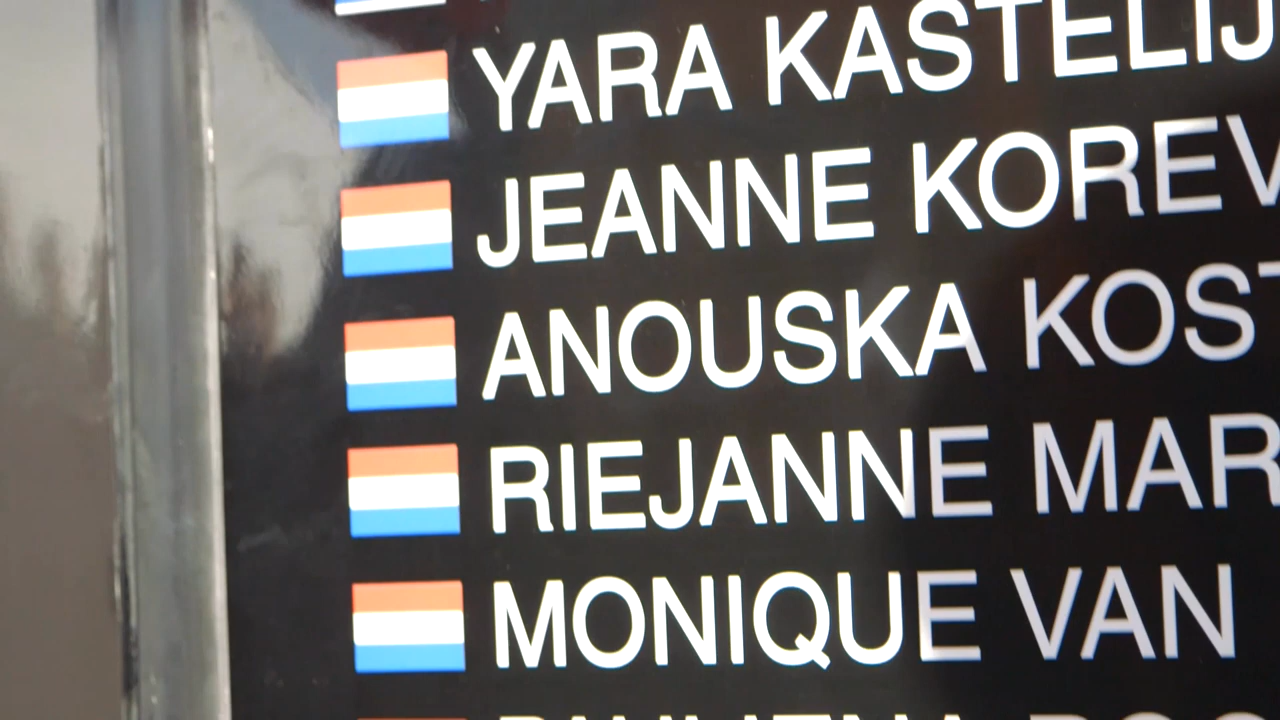 YARA KASTELIJ
JEANNE KOREV
ANOUSKA KOST
RIEJANNE MAR
MONIQUE VAN